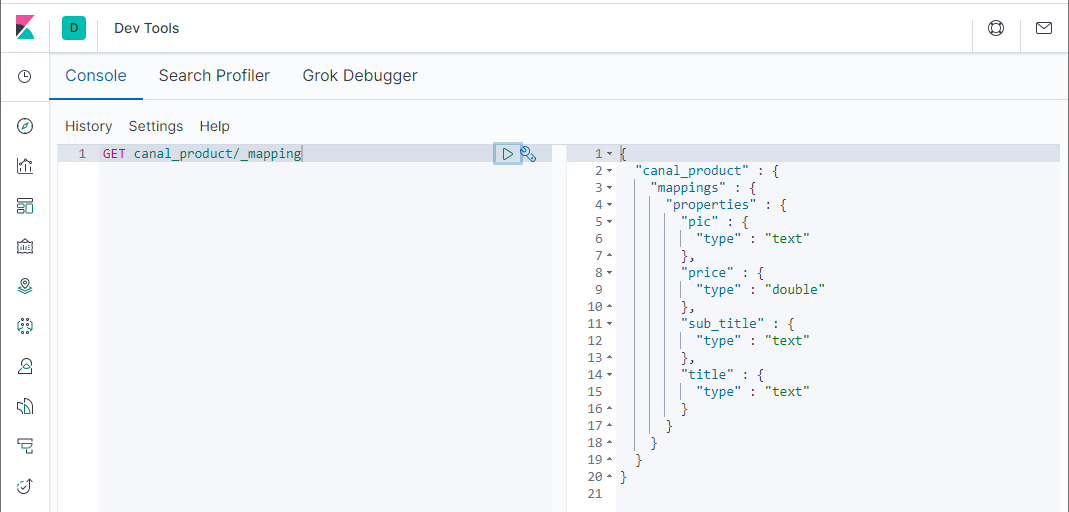 D Dev Tools
Console Search Profiler Grok Debugger
History Settings Help
1 GET canal_product/_mapping
1 {
2 "canal_product" : {
3 "mappings" : {
4 "properties" : {
5 "pic" : {
6 "type" : "text"
7 },
8 "price" : {
9 "type" : "double"
10 },
11 "sub_title" : {
12 "type" : "text"
13 },
14 "title" : {
15 "type" : "text"
16 }
17 }
18 }
19 }
20 }
21